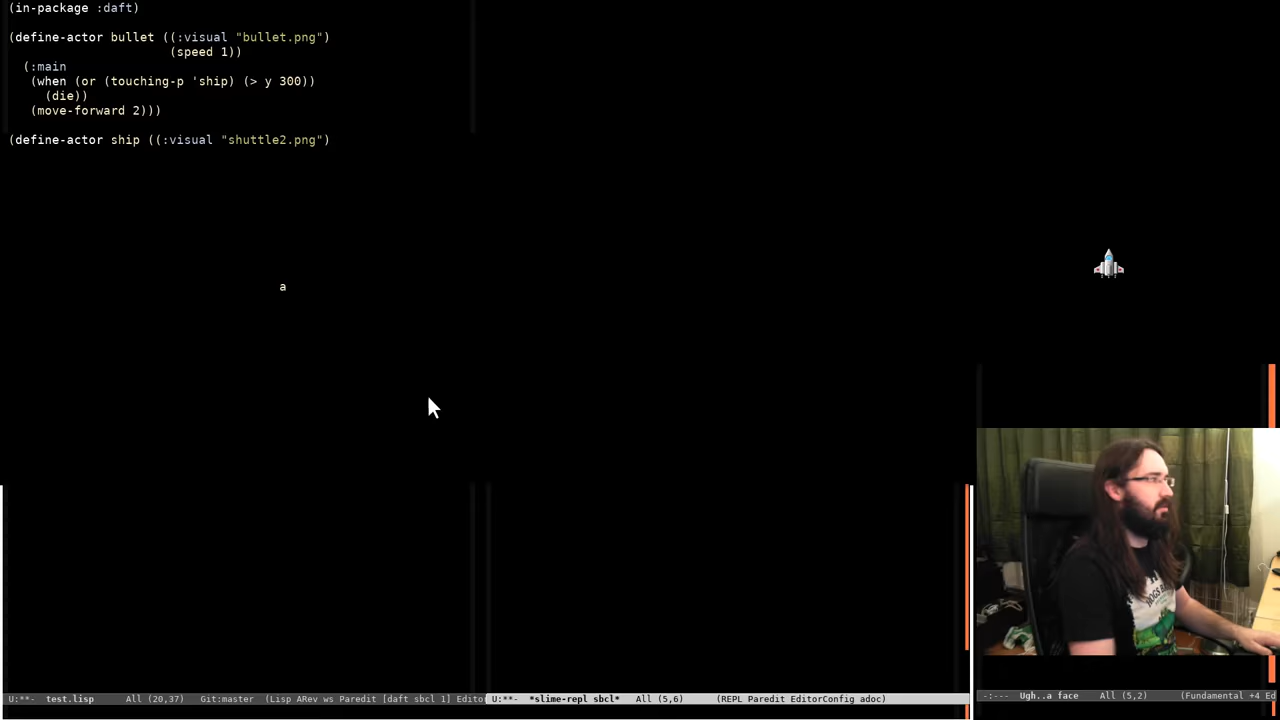 (in-package :daft)
(define-actor bullet ((:visual "bullet.png")
(speed 1))
(:main
(when (or (touching-p 'ship) (> y 300))
(die))
(move-forward 2)))
(define-actor ship ((:visual "shuttle2.png")
a
U:**- test.lisp All (20,37) Git:master (Lisp ARev ws Paredit [daft sbcl 1] Editor
U:**- *slime-repl sbcl* All (5,6) (REPL Paredit EditorConfig adoc)
-:--- Ugh..a face All (5,2) (Fundamental +4 Ed